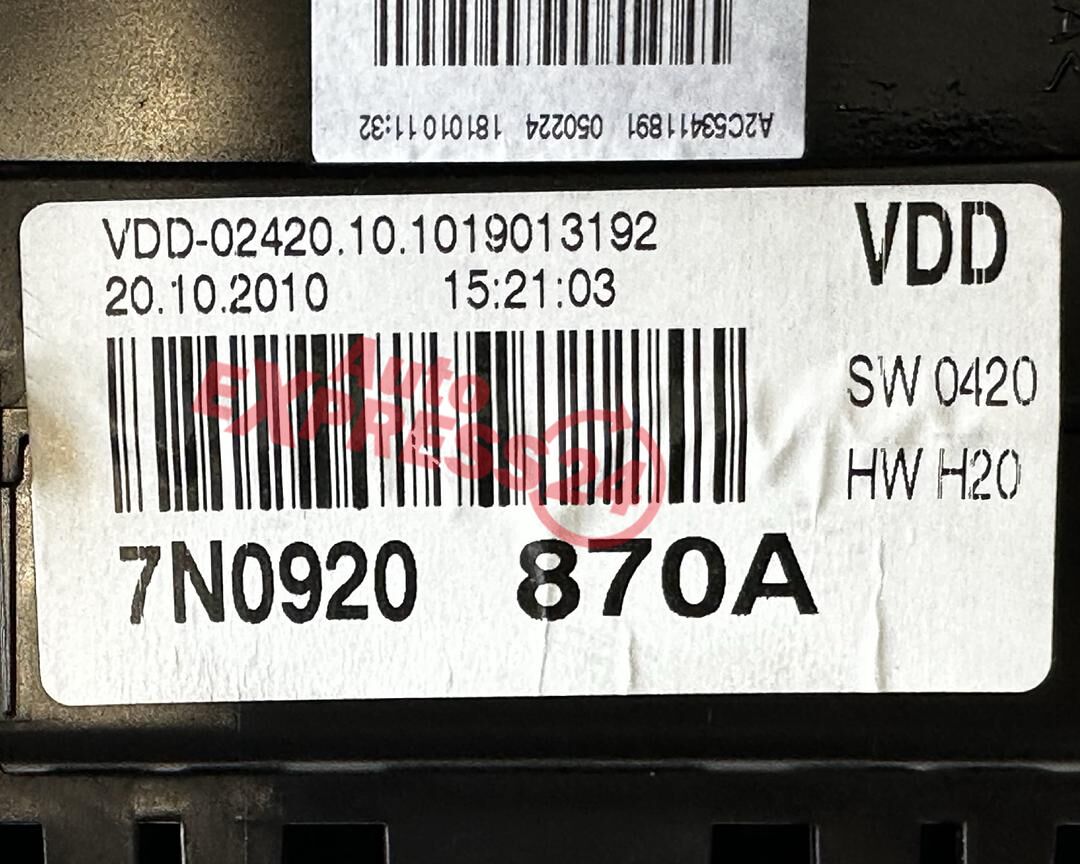 A2C53411891 050224 181010 11:32
VDD-02420.10.1019013192
VDD
20.10.2010 15:21:03
SW 0420
HW H20
Auto
EXPRESS24
7N0920 870A